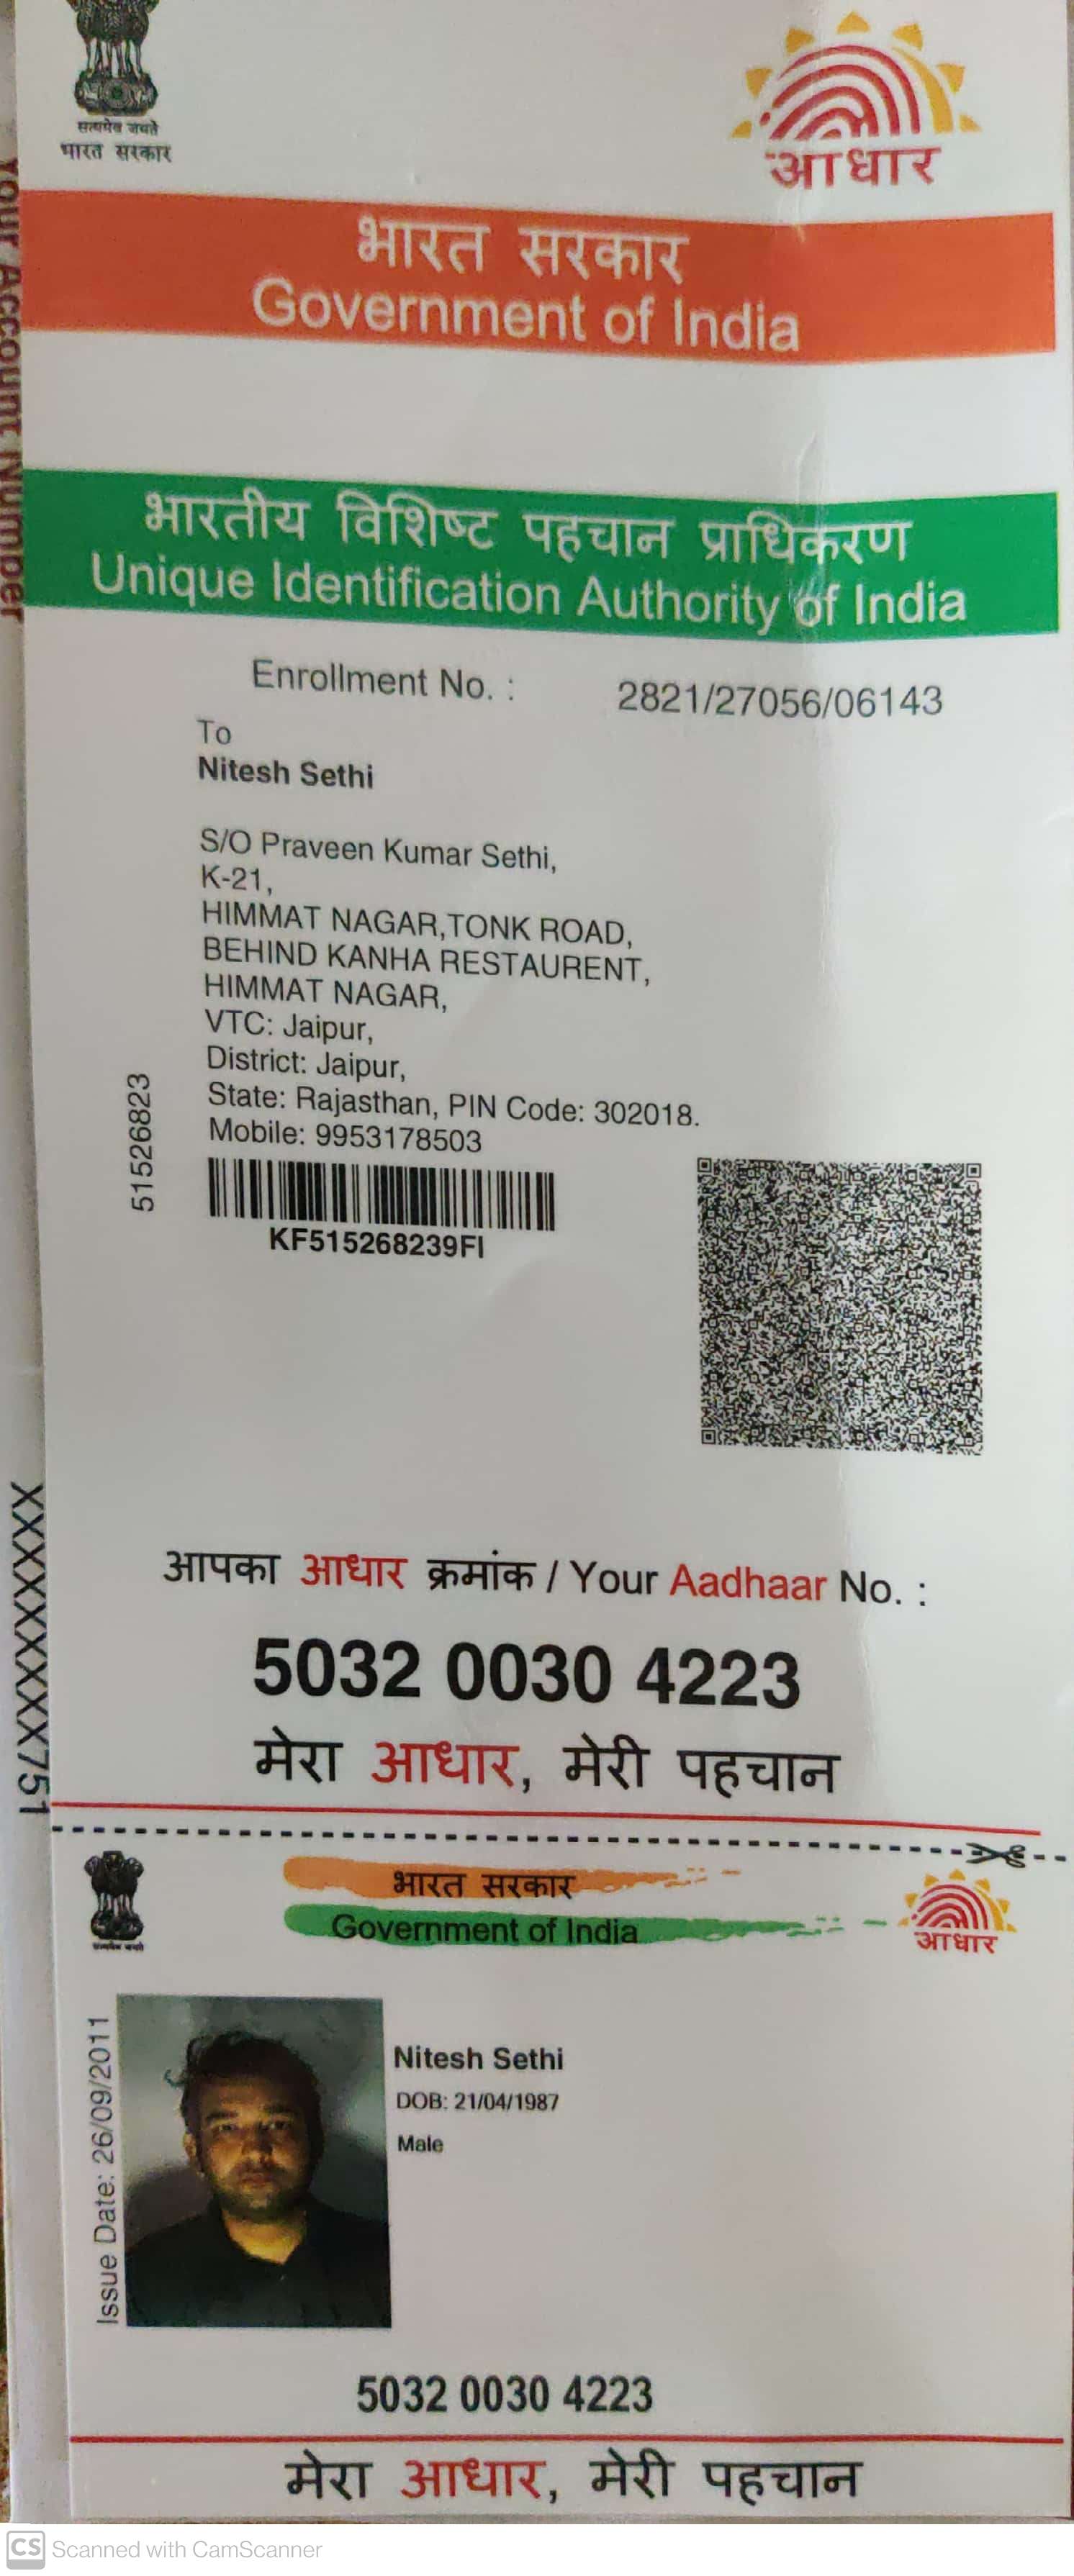 सत्यमेव जयते
भारत सरकार
आधार
भारत सरकार
Government of India
भारतीय विशिष्ट पहचान प्राधिकरण
Unique Identification Authority of India
Enrollment No. : 2821/27056/06143
To
Nitesh Sethi
S/O Praveen Kumar Sethi,
K-21,
HIMMAT NAGAR,TONK ROAD,
BEHIND KANHA RESTAURENT,
HIMMAT NAGAR,
VTC: Jaipur,
District: Jaipur,
State: Rajasthan, PIN Code: 302018.
Mobile: 9953178503
51526823
KF515268239FI
आपका आधार क्रमांक / Your Aadhaar No. :
5032 0030 4223
मेरा आधार, मेरी पहचान
Your Account Number
XXXXXXXXXX751
भारत सरकार
Government of India
आधार
Issue Date: 26/09/2011
Nitesh Sethi
DOB: 21/04/1987
Male
5032 0030 4223
मेरा आधार, मेरी पहचान
CS Scanned with CamScanner